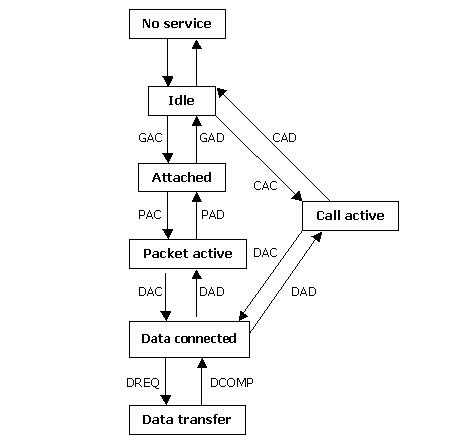 No service
Idle
GAC
GAD
CAD
Attached
CAC
PAC
PAD
Call active
Packet active
DAC
DAC
DAD
DAD
Data connected
DREQ
DCOMP
Data transfer